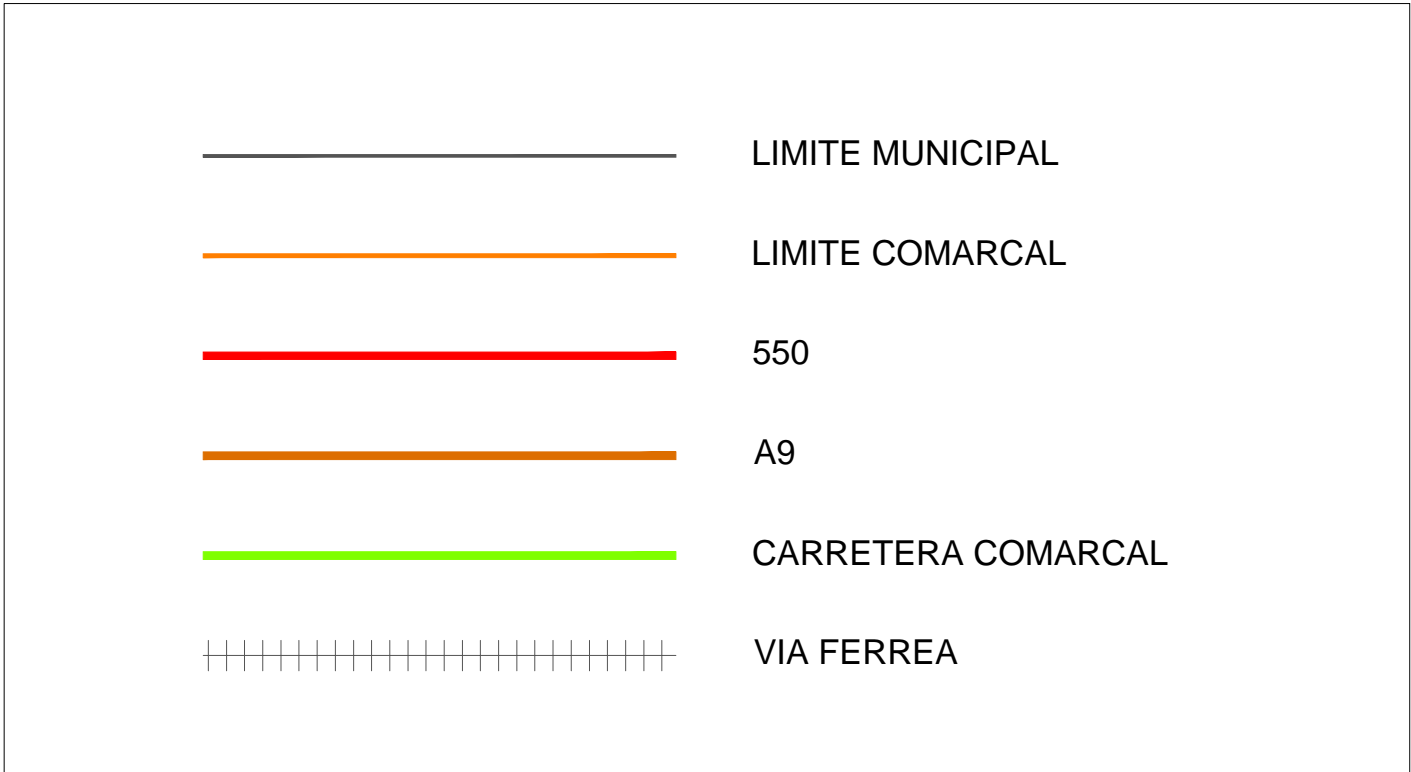 LIMITE MUNICIPAL
LIMITE COMARCAL
550
A9
CARRETERA COMARCAL
VIA FERREA